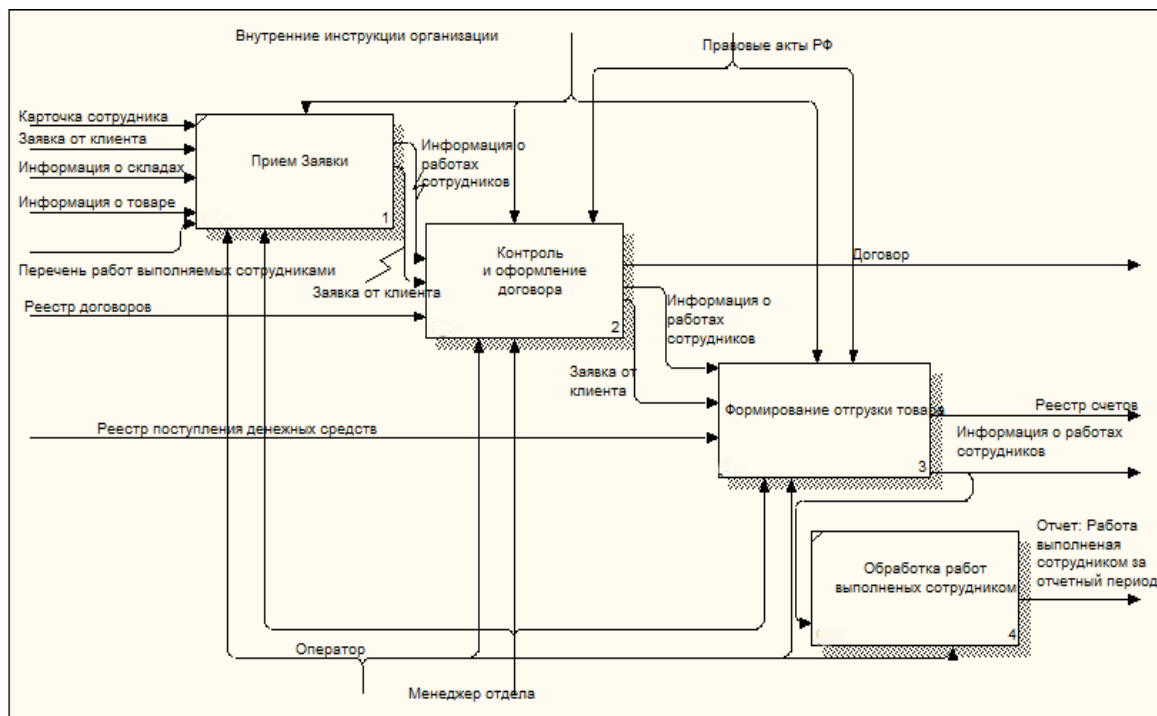 Внутренние инструкции организации
Правовые акты РФ
Карточка сотрудника
Заявка от клиента
Информация о складах
Информация о товаре
Перечень работ выполняемых сотрудниками
Прием Заявки
1
Информация о
работах
сотрудников
Заявка от клиента
Реестр договоров
Контроль
и оформление
договора
2
Договор
Информация о
работах
сотрудников
Заявка от
клиента
Реестр поступления денежных средств
Формирование отгрузки товара
3
Реестр счетов
Информация о работах
сотрудников
Обработка работ
выполненых сотрудником
4
Отчет: Работа
выполненая
сотрудником за
отчетный период
Оператор
Менеджер отдела